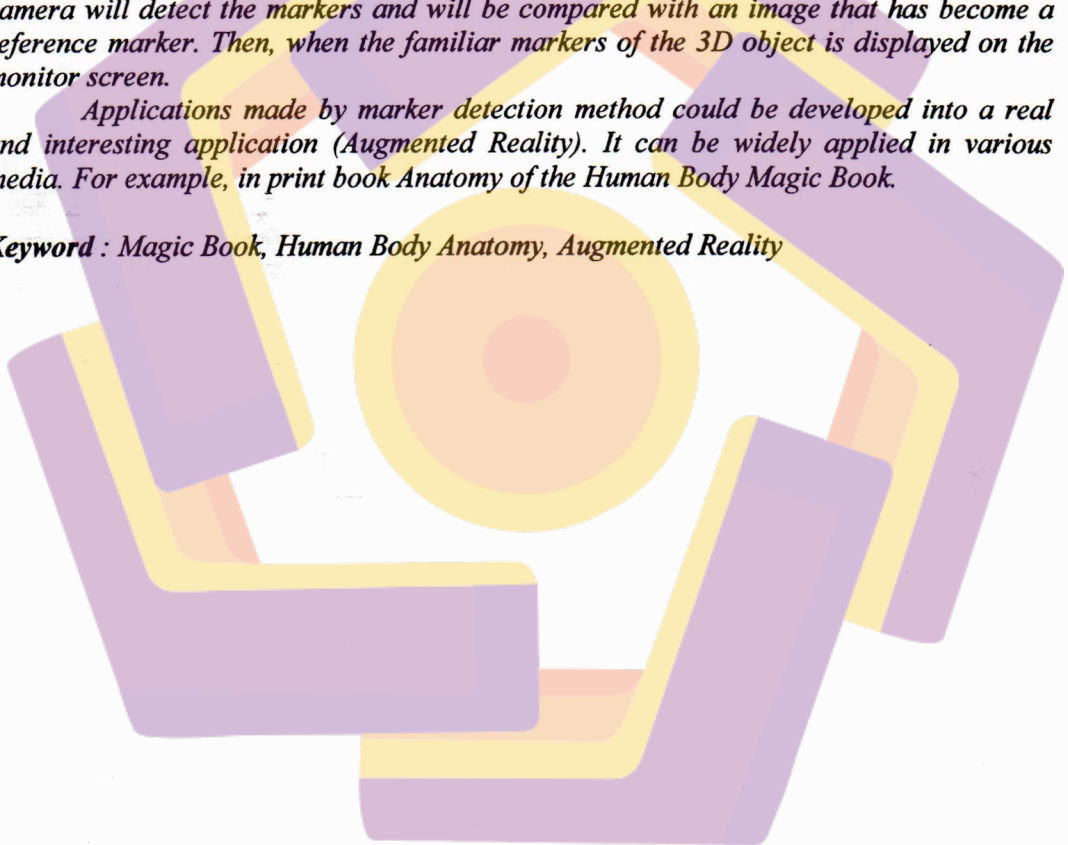 amera will detect the markers and will be compared with an image that has become a
eference marker. Then, when the familiar markers of the 3D object is displayed on the
monitor screen.
Applications made by marker detection method could be developed into a real
nd interesting application (Augmented Reality). It can be widely applied in various
media. For example, in print book Anatomy of the Human Body Magic Book.
Keyword : Magic Book, Human Body Anatomy, Augmented Reality